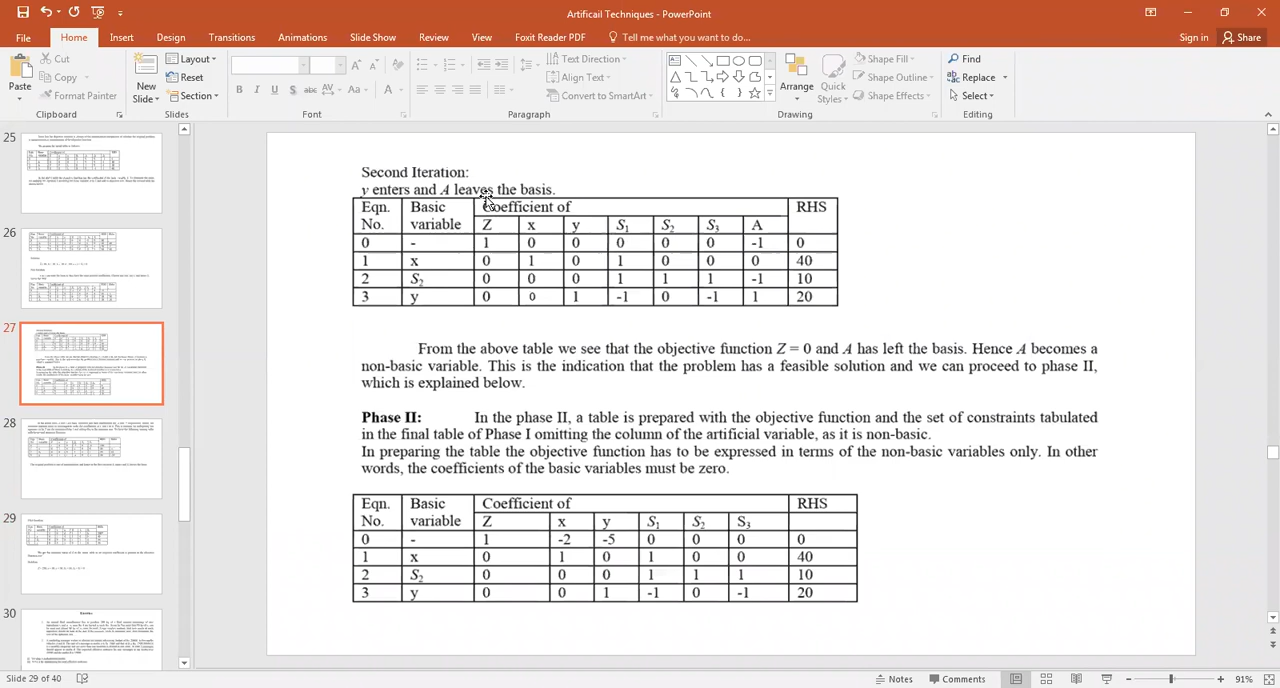 Artificail Techniques - PowerPoint
File Home Insert Design Transitions Animations Slide Show Review View Foxit Reader PDF Tell me what you want to do... Sign in Share
Paste Cut Copy Format Painter
Clipboard
New Slide Layout Reset Section
Slides
B I U S abc AV Aa A
Font
Text Direction Align Text Convert to SmartArt
Paragraph
Arrange Quick Styles Shape Fill Shape Outline Shape Effects
Drawing
Find Replace Select
Editing
25
26
27
28
29
30
Second Iteration:
y enters and A leaves the basis.
Eqn. No. Basic variable Coefficient of RHS
Z x y S₁ S₂ S₃ A
0 - 1 0 0 0 0 0 -1 0
1 x 0 1 0 1 0 0 0 40
2 S₂ 0 0 0 1 1 1 -1 10
3 y 0 0 1 -1 0 -1 1 20
From the above table we see that the objective function Z = 0 and A has left the basis. Hence A becomes a
non-basic variable. This is the indication that the problem has a feasible solution and we can proceed to phase II,
which is explained below.
Phase II: In the phase II, a table is prepared with the objective function and the set of constraints tabulated
in the final table of Phase I omitting the column of the artificial variable, as it is non-basic.
In preparing the table the objective function has to be expressed in terms of the non-basic variables only. In other
words, the coefficients of the basic variables must be zero.
Eqn. No. Basic variable Coefficient of RHS
Z x y S₁ S₂ S₃
0 - 1 -2 -5 0 0 0 0
1 x 0 1 0 1 0 0 40
2 S₂ 0 0 0 1 1 1 10
3 y 0 0 1 -1 0 -1 20
Slide 29 of 40 Notes Comments 91%